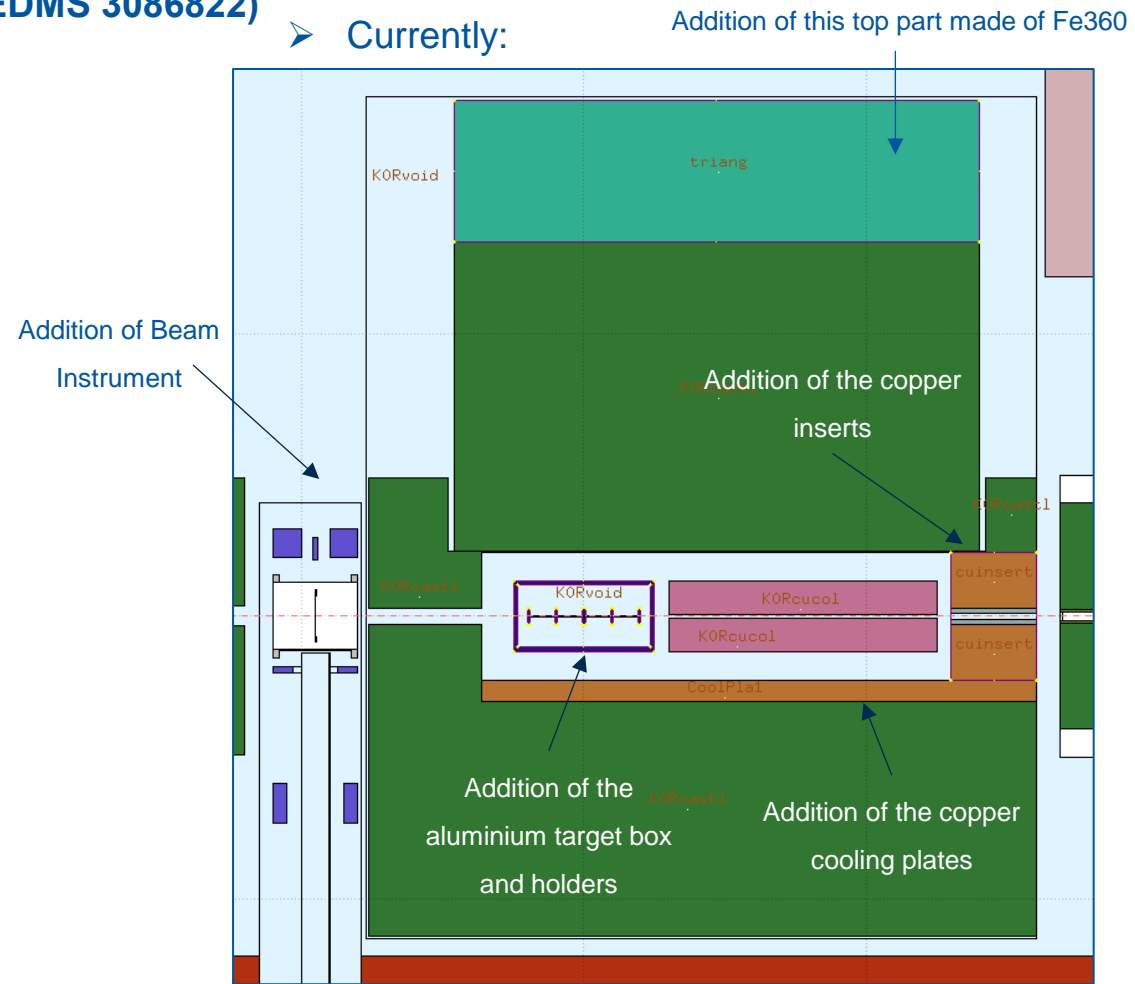 EDMS 3086822)
➢ Currently:
Addition of this top part made of Fe360
triang
KORvoid
Addition of Beam
Instrument
Addition of the copper
inserts
KORcastl
cuinsert
KORcastl
KORvoid
KORcucol
KORcucol
cuinsert
CoolPla1
Addition of the
aluminium target box
and holders
KORcastl
Addition of the copper
cooling plates